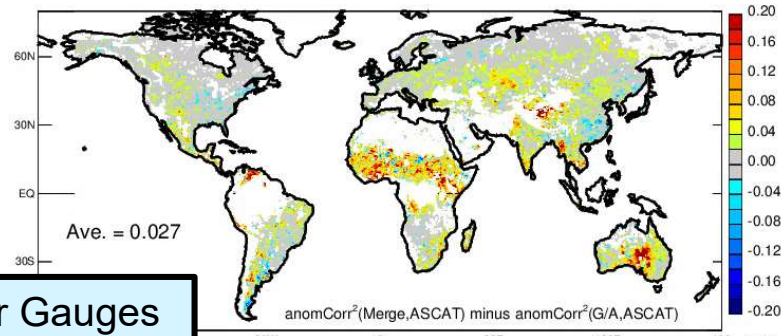 0.20
0.16
0.12
0.08
0.04
0.00
-0.04
-0.08
-0.12
-0.16
-0.20
60N
30N
EQ
30S
Ave. = 0.027
anomCorr²(Merge,ASCAT) minus anomCorr²(G/A,ASCAT)
r Gauges